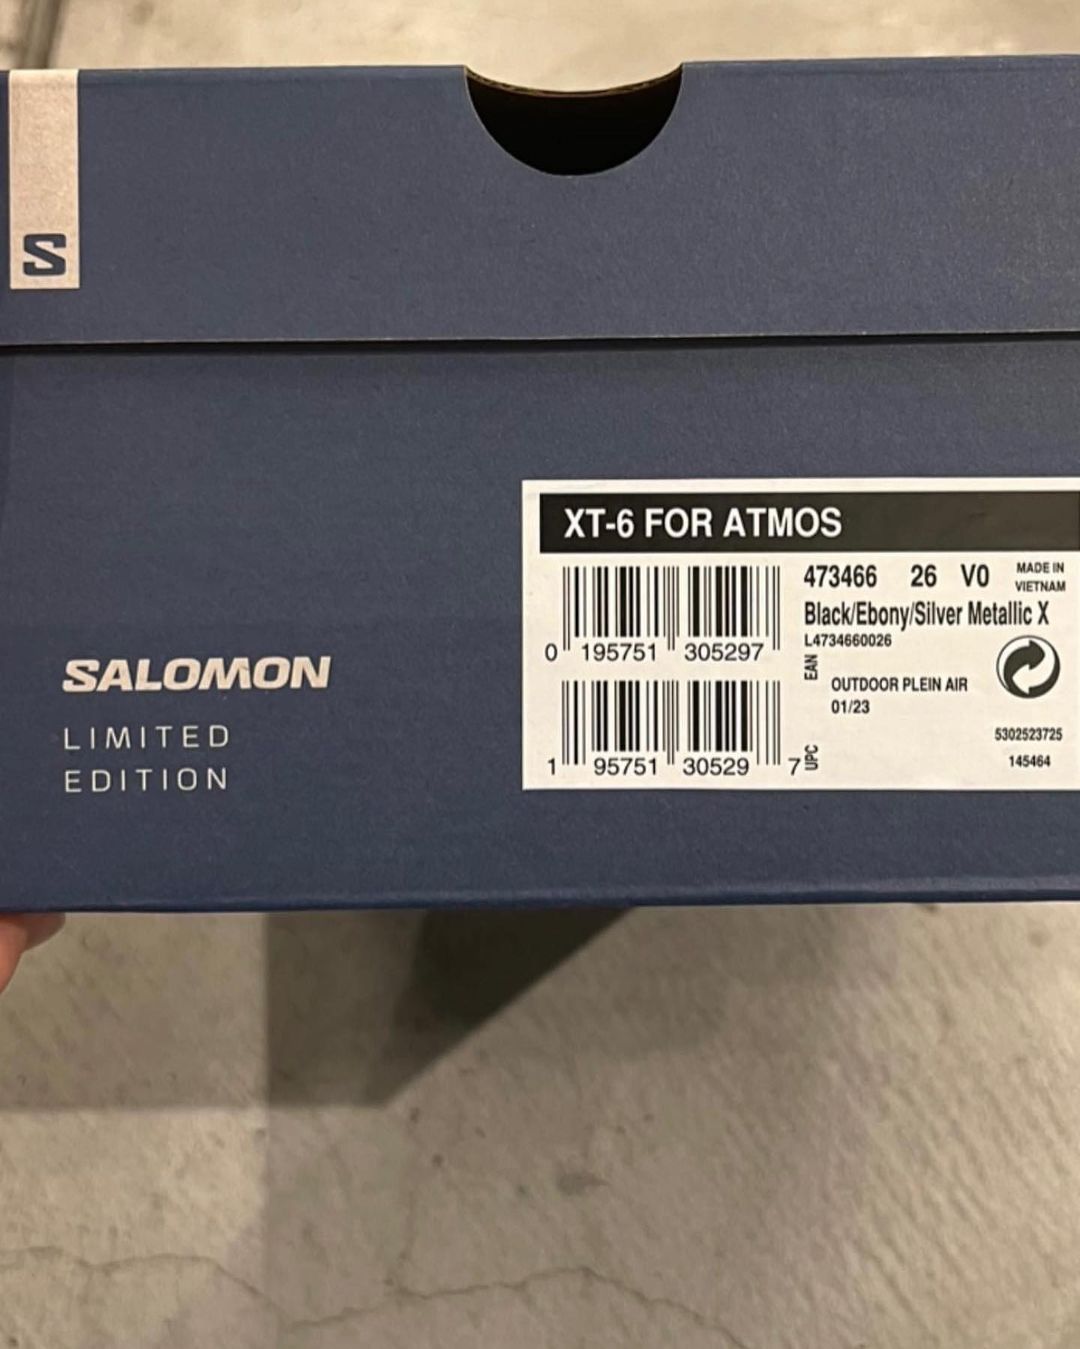 S
XT-6 FOR ATMOS
473466 26 V0 MADE IN VIETNAM
Black/Ebony/Silver Metallic X
L4734660026
0 195751 305297
EAN
OUTDOOR PLEIN AIR
01/23
5302523725
145464
1 95751 30529 7
UPC
SALOMON
LIMITED
EDITION